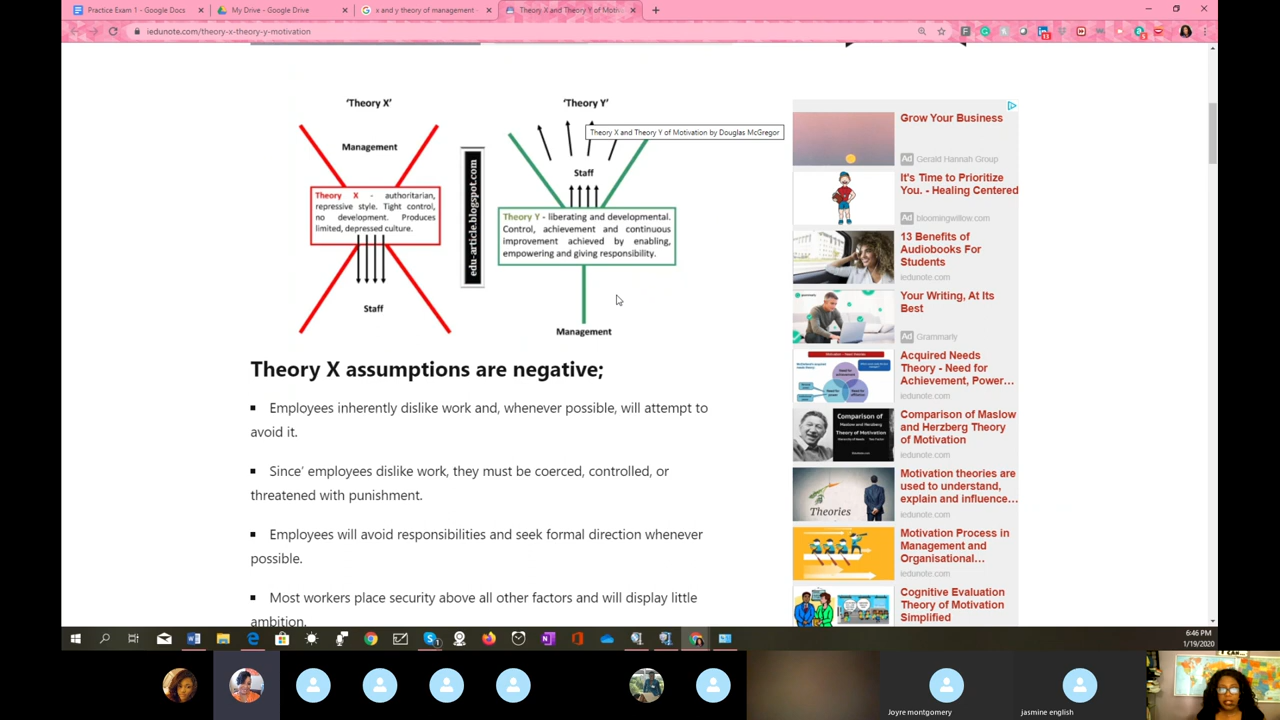 Practice Exam 1 - Google Docs
My Drive - Google Drive
x and y theory of management -
Theory X and Theory Y of Motiv
iedunote.com/theory-x-theory-y-motivation
'Theory X'
Management
Theory X - authoritarian,
repressive style. Tight control,
no development. Produces
limited, depressed culture.
Staff
edu-article.blogspot.com
'Theory Y'
Theory X and Theory Y of Motivation by Douglas McGregor
Staff
Theory Y - liberating and developmental.
Control, achievement and continuous
improvement achieved by enabling,
empowering and giving responsibility.
Management
Theory X assumptions are negative;
▪ Employees inherently dislike work and, whenever possible, will attempt to
avoid it.
▪ Since' employees dislike work, they must be coerced, controlled, or
threatened with punishment.
▪ Employees will avoid responsibilities and seek formal direction whenever
possible.
▪ Most workers place security above all other factors and will display little
ambition.
Grow Your Business
Ad Gerald Hannah Group
It's Time to Prioritize
You. - Healing Centered
Ad bloomingwillow.com
13 Benefits of
Audiobooks For
Students
iedunote.com
Your Writing, At Its
Best
Ad Grammarly
Acquired Needs
Theory - Need for
Achievement, Power...
iedunote.com
Comparison of
Comparison of Maslow
and Herzberg Theory
of Motivation
iedunote.com
Theories
Motivation theories are
used to understand,
explain and influence...
iedunote.com
Motivation Process in
Management and
Organisational...
iedunote.com
Cognitive Evaluation
Theory of Motivation
Simplified
6:46 PM
1/19/2020
Joyre montgomery
jasmine english